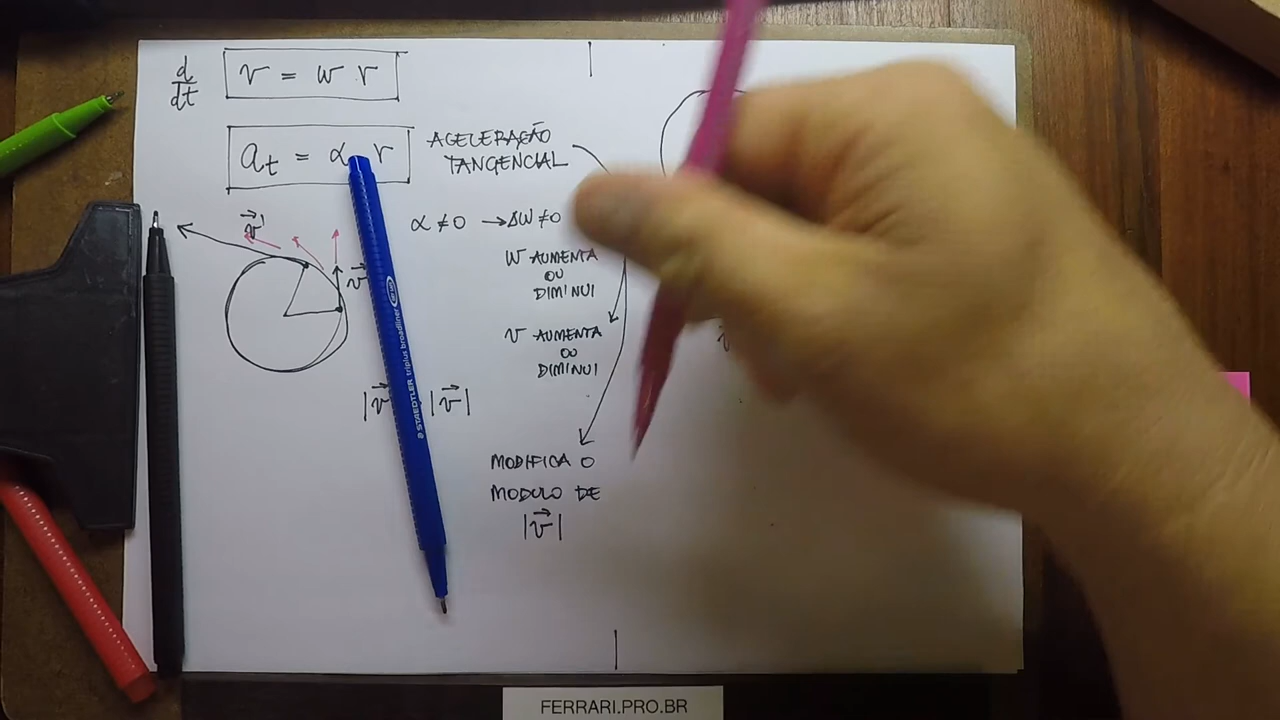 d/dt v = w r
a_t = α r
ACELERAÇÃO
TANGENCIAL
α ≠ 0 → Δw ≠ 0
w AUMENTA
OU
DIMINUI
v AUMENTA
OU
DIMINUI
MODIFICA O
MODULO DE
|v⃗|
v⃗'
v⃗
|v⃗ |v⃗|
STAEDTLER triplus broadliner
FERRARI.PRO.BR